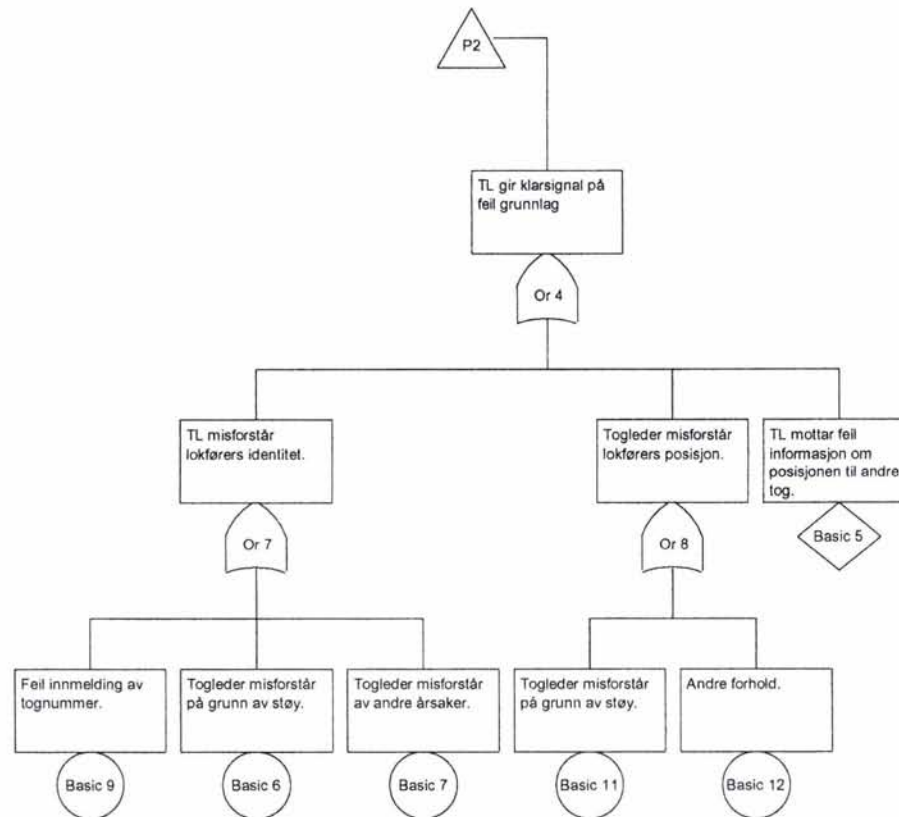 P2
TL gir klarsignal på
feil grunnlag
Or 4
TL misforstår
lokførers identitet.
Togleder misforstår
lokførers posisjon.
TL mottar feil
informasjon om
posisjonen til andre
tog.
Or 7
Or 8
Basic 5
Feil innmelding av
tognummer.
Togleder misforstår
på grunn av støy.
Togleder misforstår
av andre årsaker.
Togleder misforstår
på grunn av støy.
Andre forhold.
Basic 9
Basic 6
Basic 7
Basic 11
Basic 12